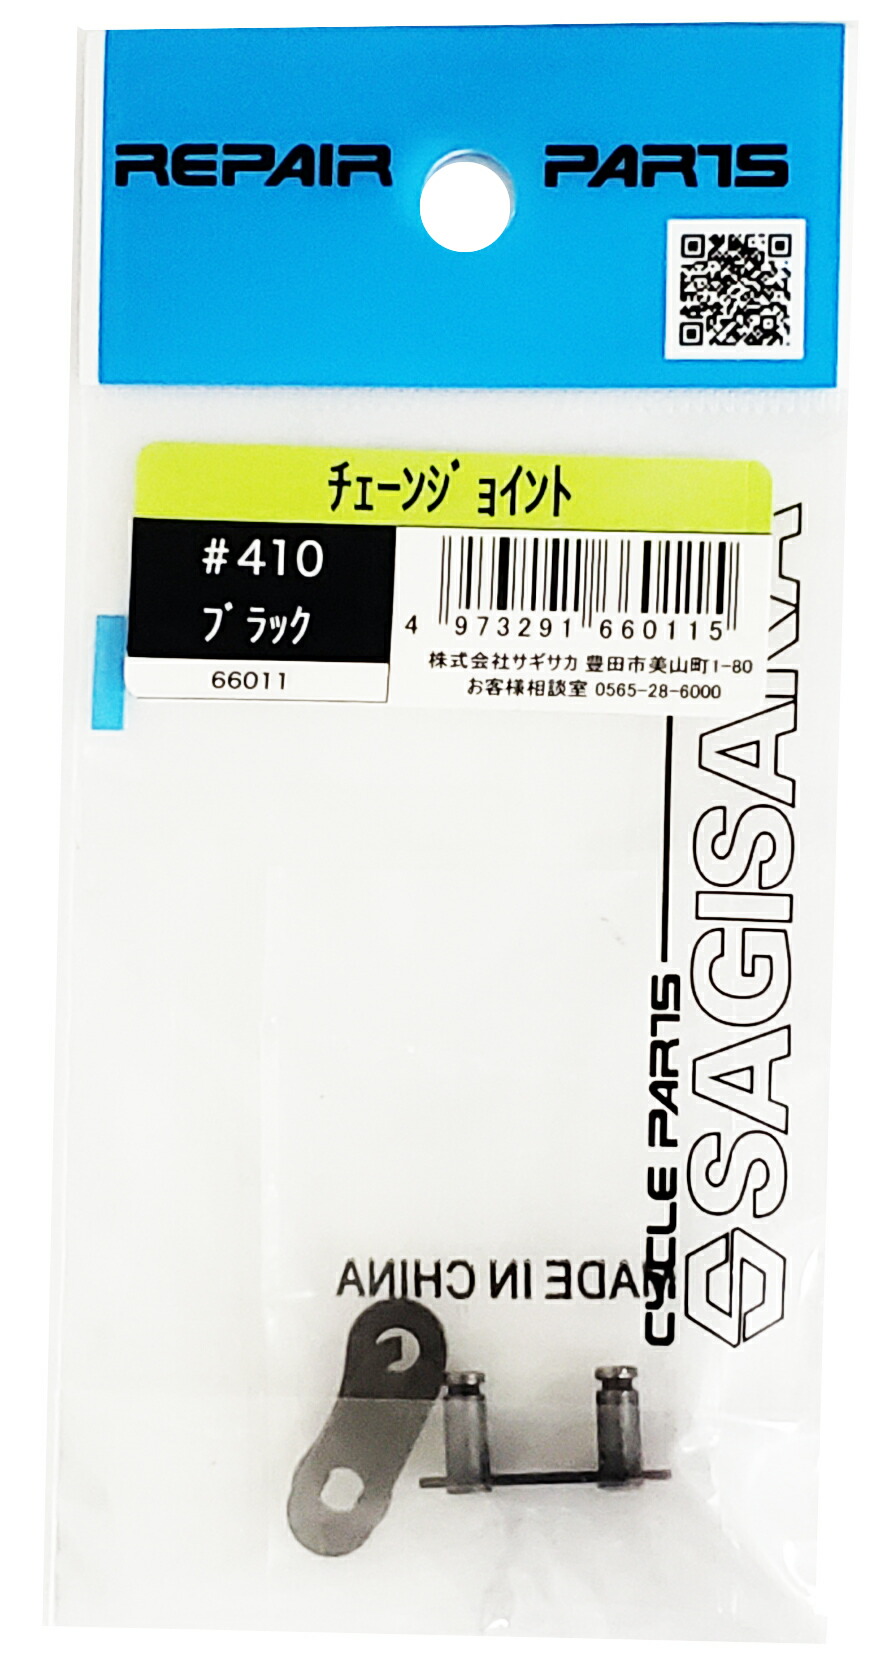 REPAIR PARTS
ﾁｪｰﾝｼﾞｮｲﾝﾄ
#410
ﾌﾞﾗｯｸ
66011
4 973291 660115
株式会社サギサカ 豊田市美山町1-80
お客様相談室 0565-28-6000
CYCLE PARTS
SAGISAKA
MADE IN CHINA